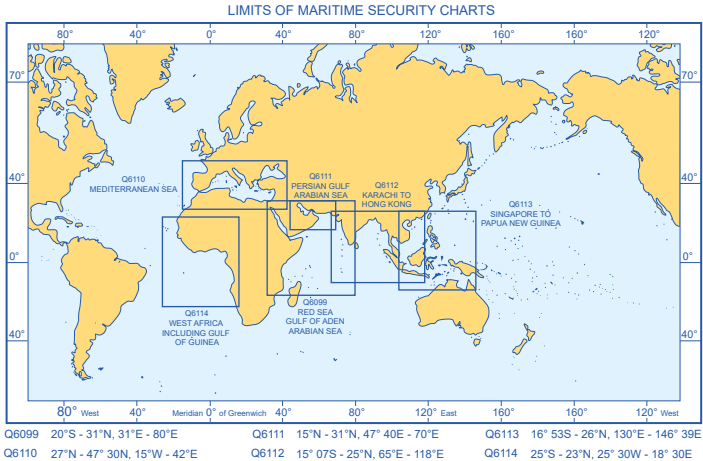 LIMITS OF MARITIME SECURITY CHARTS
80° 40° 0° 40° 80° 120° 160° 160° 120°
70° 70°
40° 40°
0° 0°
40° 40°
Q6110
MEDITERRANEAN SEA
Q6111
PERSIAN GULF
ARABIAN SEA
Q6112
KARACHI TO
HONG KONG
Q6113
SINGAPORE TO
PAPUA NEW GUINEA
Q6114
WEST AFRICA
INCLUDING GULF
OF GUINEA
Q6099
RED SEA
GULF OF ADEN
ARABIAN SEA
80° West 40° Meridian 0° of Greenwich 40° 80° 120° East 160° 160° 120° West
Q6099 20°S - 31°N, 31°E - 80°E Q6111 15°N - 31°N, 47° 40E - 70°E Q6113 16° 53S - 26°N, 130°E - 146° 39E
Q6110 27°N - 47° 30N, 15°W - 42°E Q6112 15° 07S - 25°N, 65°E - 118°E Q6114 25°S - 23°N, 25° 30W - 18° 30E